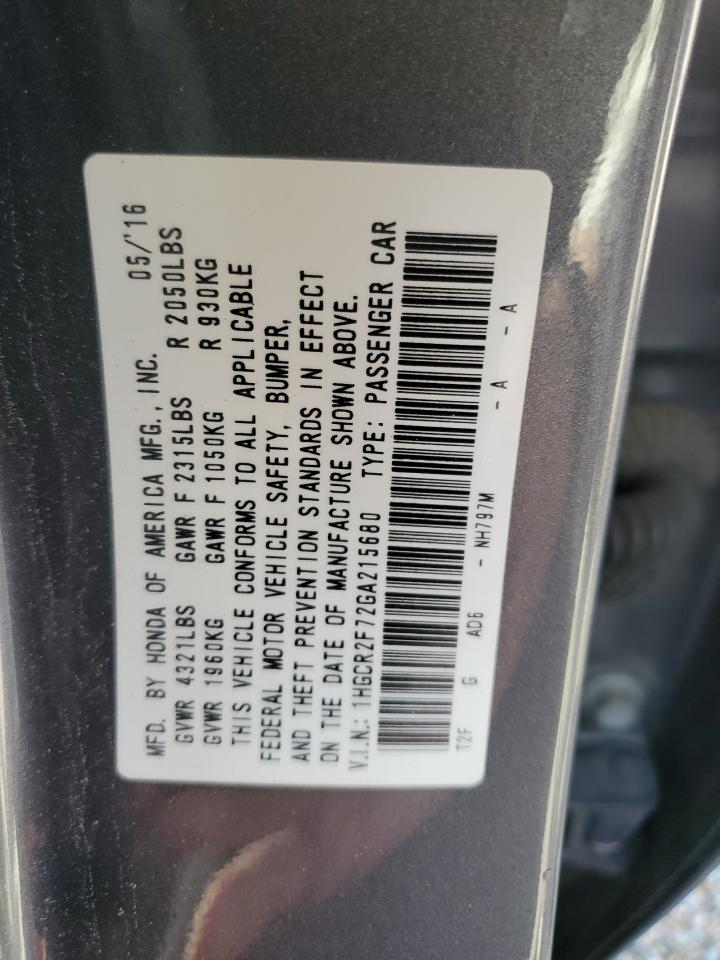 MFD. BY HONDA OF AMERICA MFG., INC. 05/'16
GVWR 4321LBS GAWR F 2315LBS R 2050LBS
GVWR 1960KG GAWR F 1050KG R 930KG
THIS VEHICLE CONFORMS TO ALL APPLICABLE
FEDERAL MOTOR VEHICLE SAFETY, BUMPER,
AND THEFT PREVENTION STANDARDS IN EFFECT
ON THE DATE OF MANUFACTURE SHOWN ABOVE.
V.I.N.: 1HGCR2F72GA215680 TYPE: PASSENGER CAR
T2F G AD6 - NH797M - A - A